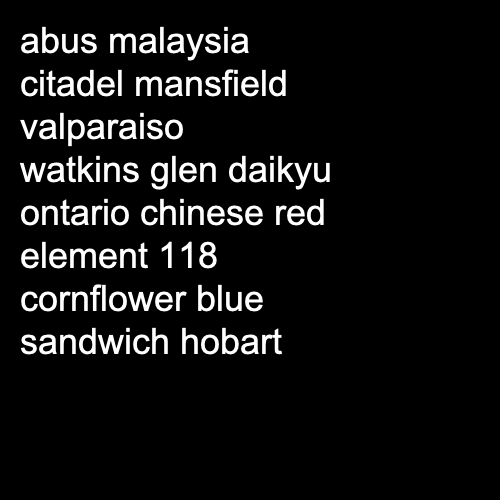 abus malaysia
citadel mansfield
valparaiso
watkins glen daikyu
ontario chinese red
element 118
cornflower blue
sandwich hobart